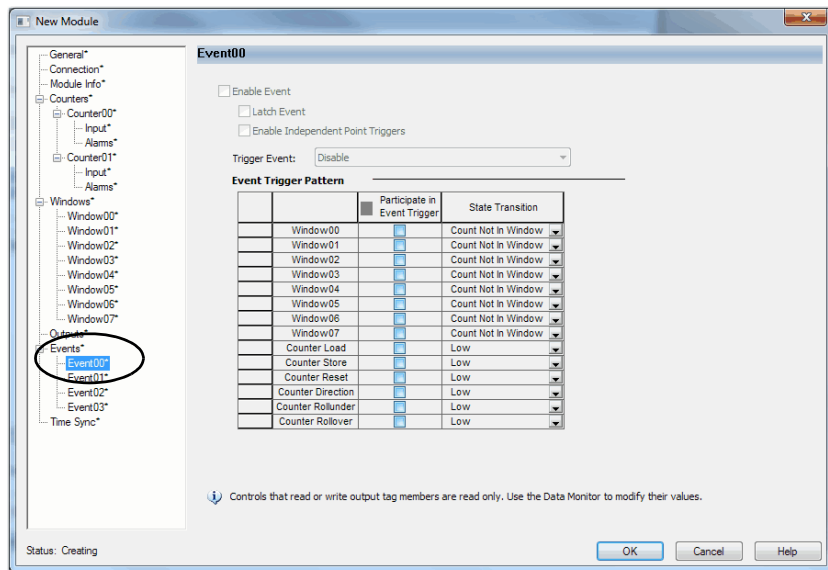 New Module
General*
Connection*
Module Info*
Counters*
Counter00*
Input*
Alarms*
Counter01*
Input*
Alarms*
Windows*
Window00*
Window01*
Window02*
Window03*
Window04*
Window05*
Window06*
Window07*
Outputs*
Events*
Event00*
Event01*
Event02*
Event03*
Time Sync*
Event00
Enable Event
Latch Event
Enable Independent Point Triggers
Trigger Event: Disable
Event Trigger Pattern
Participate in Event Trigger State Transition
Window00 Count Not In Window
Window01 Count Not In Window
Window02 Count Not In Window
Window03 Count Not In Window
Window04 Count Not In Window
Window05 Count Not In Window
Window06 Count Not In Window
Window07 Count Not In Window
Counter Load Low
Counter Store Low
Counter Reset Low
Counter Direction Low
Counter Rollunder Low
Counter Rollover Low
Controls that read or write output tag members are read only. Use the Data Monitor to modify their values.
Status: Creating
OK Cancel Help